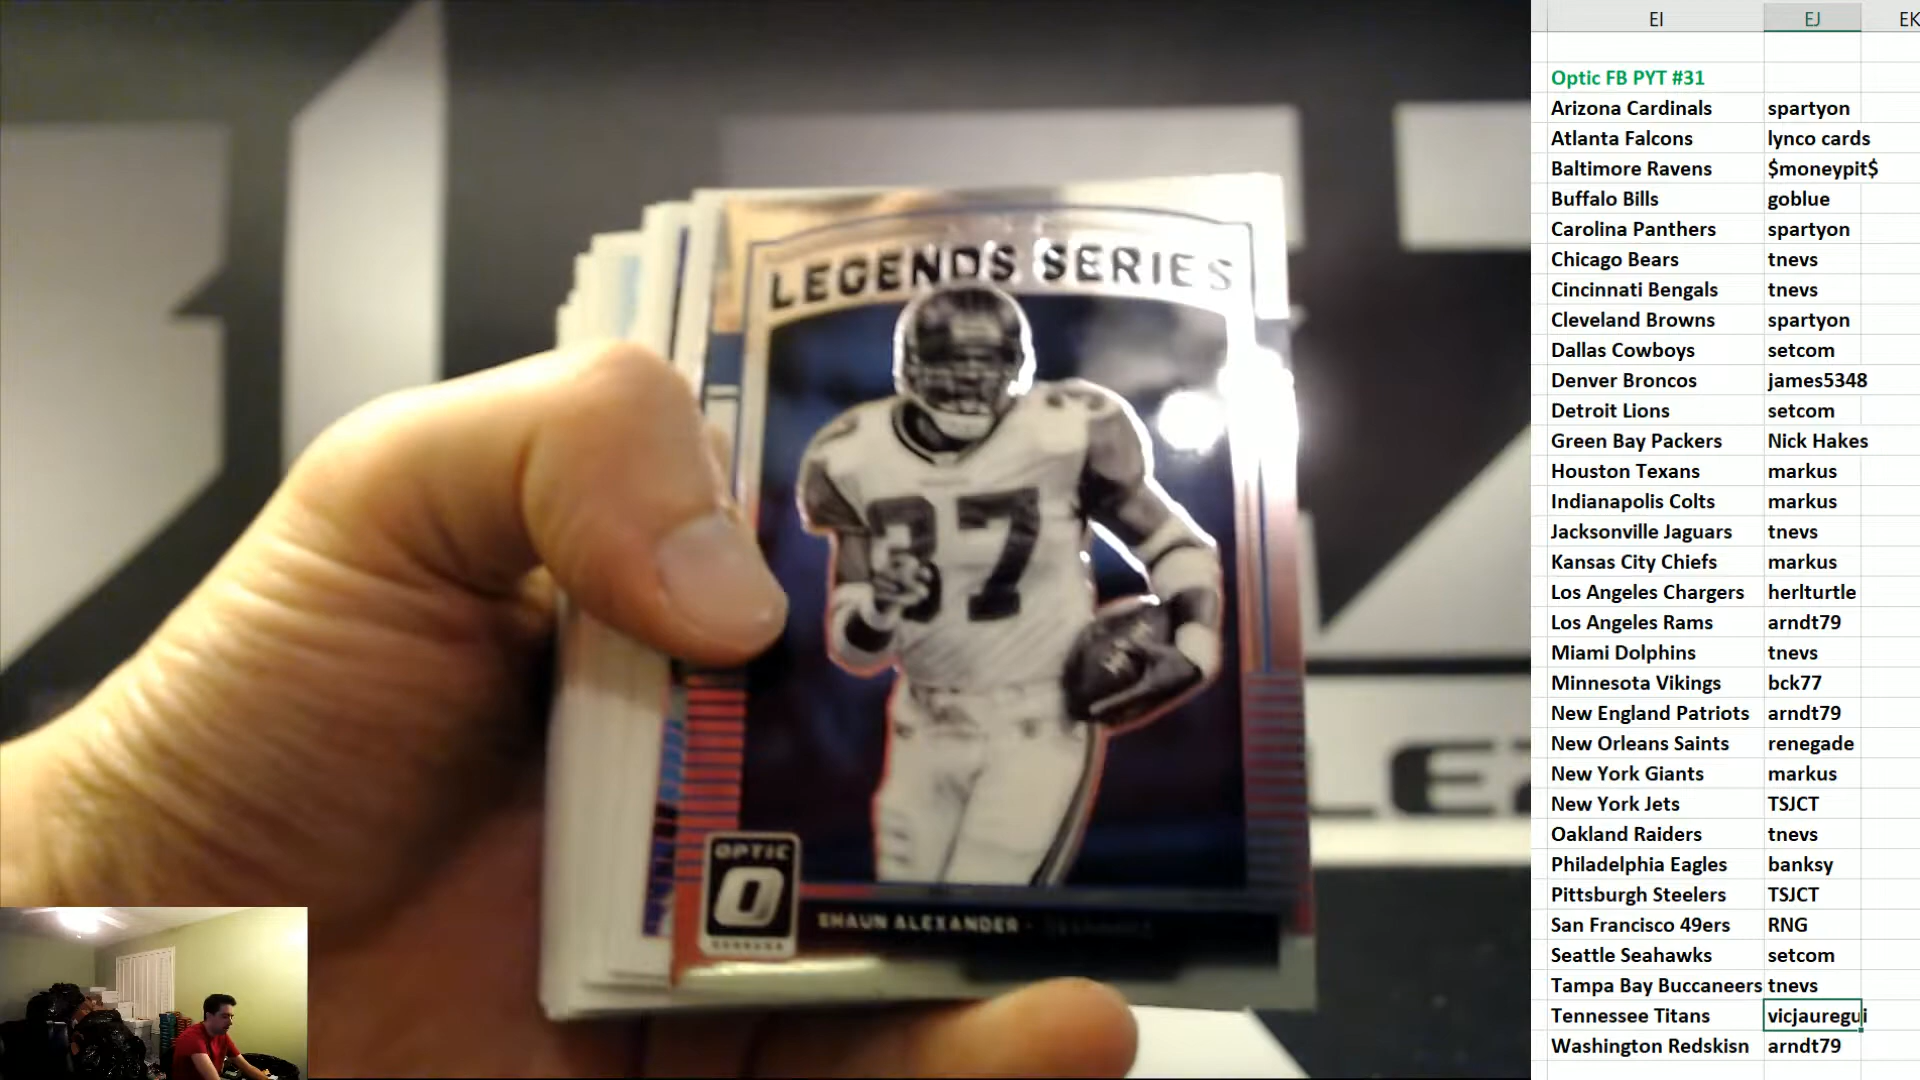 LEGENDS SERIES
37
OPTIC
SHAUN ALEXANDER
EI EJ EK
Optic FB PYT #31
Arizona Cardinals spartyon
Atlanta Falcons lynco cards
Baltimore Ravens $moneypit$
Buffalo Bills goblue
Carolina Panthers spartyon
Chicago Bears tnevs
Cincinnati Bengals tnevs
Cleveland Browns spartyon
Dallas Cowboys setcom
Denver Broncos james5348
Detroit Lions setcom
Green Bay Packers Nick Hakes
Houston Texans markus
Indianapolis Colts markus
Jacksonville Jaguars tnevs
Kansas City Chiefs markus
Los Angeles Chargers herlturtle
Los Angeles Rams arndt79
Miami Dolphins tnevs
Minnesota Vikings bck77
New England Patriots arndt79
New Orleans Saints renegade
New York Giants markus
New York Jets TSJCT
Oakland Raiders tnevs
Philadelphia Eagles banksy
Pittsburgh Steelers TSJCT
San Francisco 49ers RNG
Seattle Seahawks setcom
Tampa Bay Buccaneers tnevs
Tennessee Titans vicjauregui
Washington Redskisn arndt79